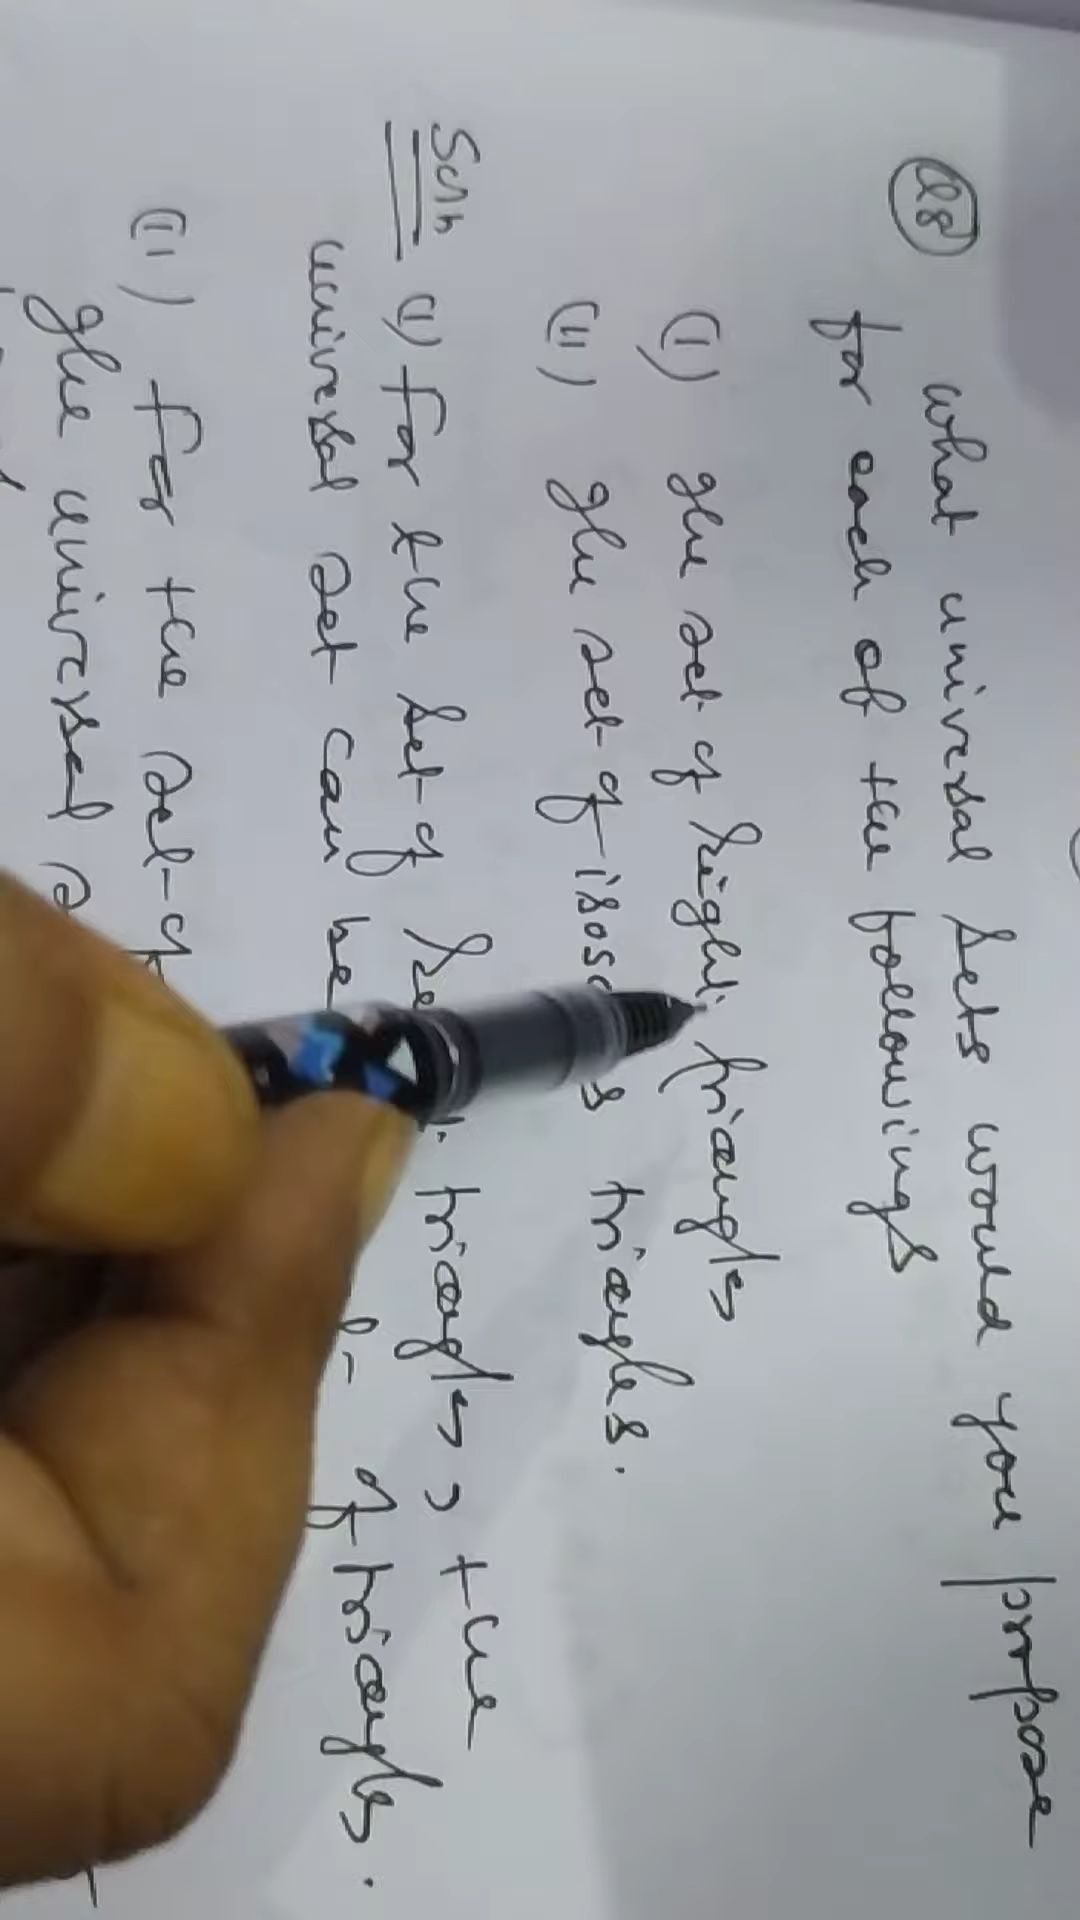 Q8 What universal sets would you propose
for each of the followings
(i) The set of Right triangles
(ii) The set of isos s triangles.
Soln (i) For the set of triangles, the
universal set can be of triangles.
(ii) For the set of
The universal